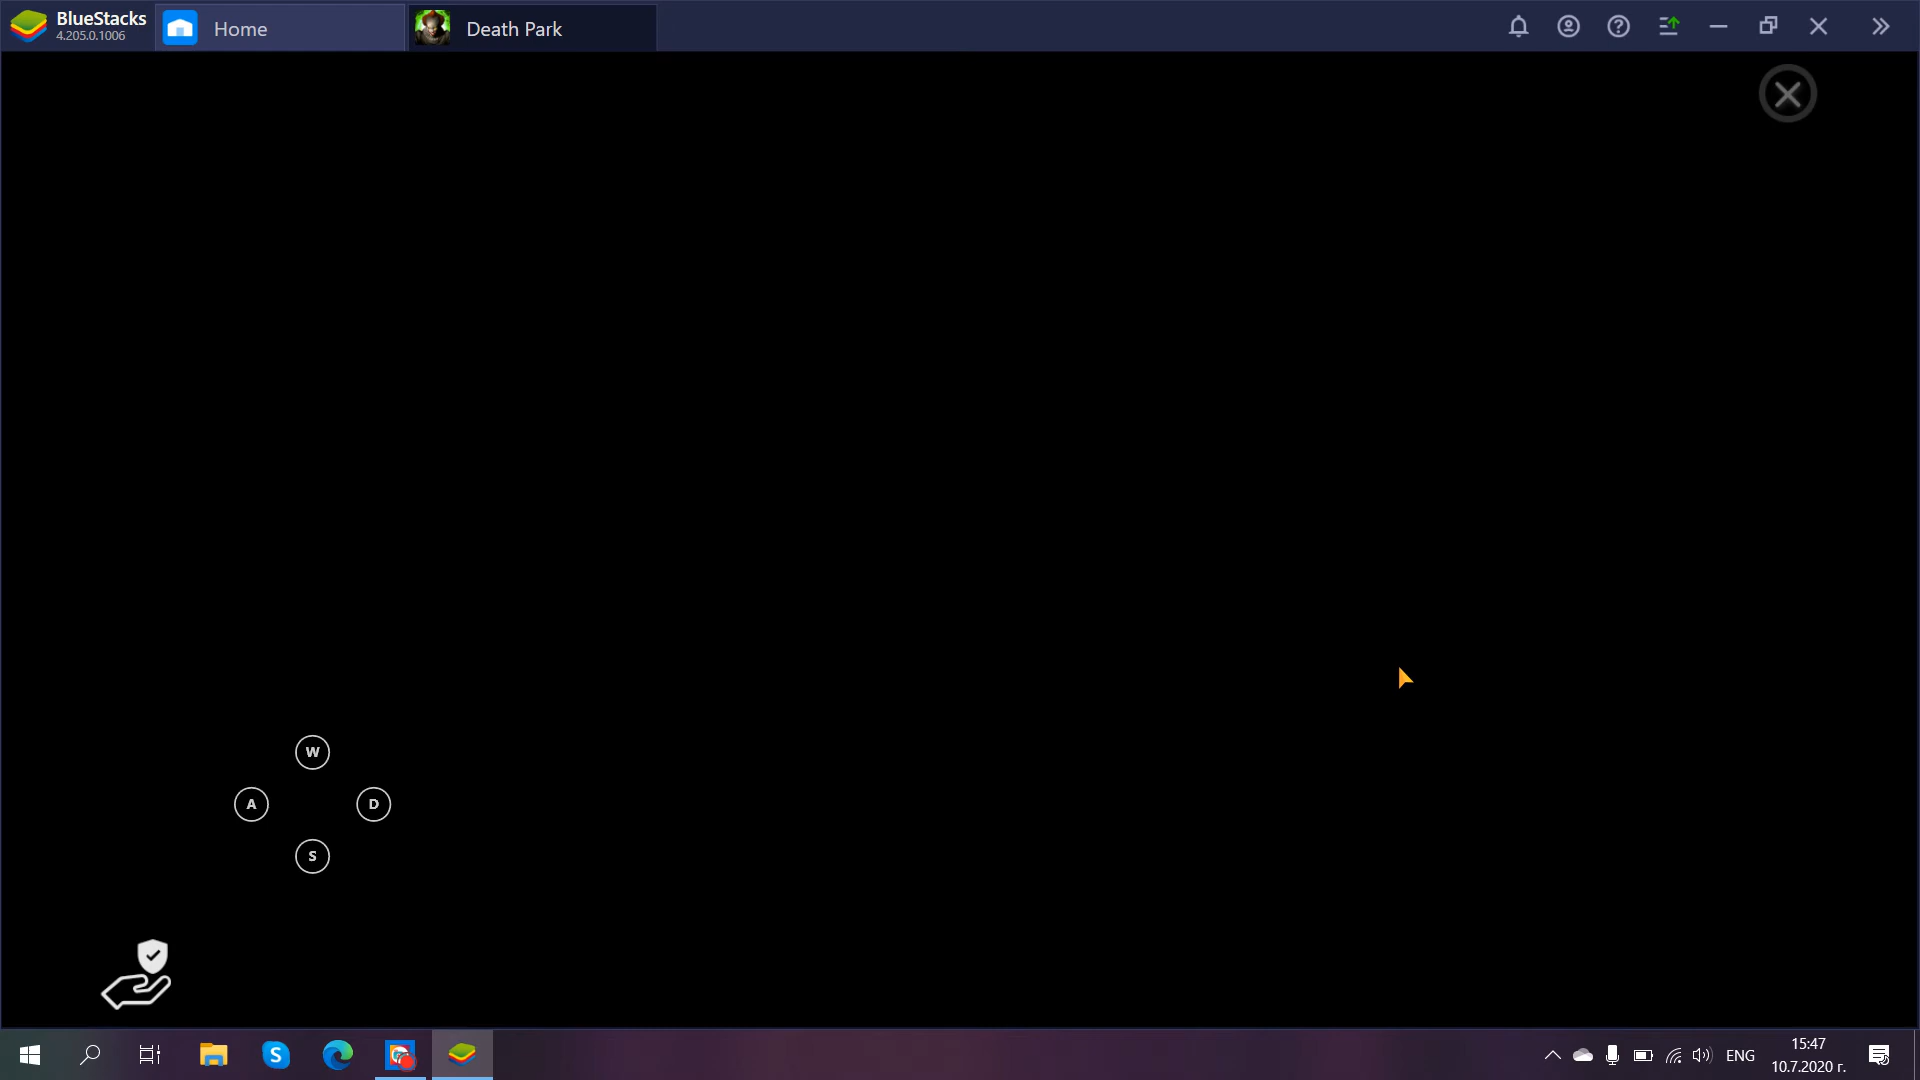 BlueStacks
4.205.0.1006
Home
Death Park
W
A
D
S
S
ENG
15:47
10.7.2020 г.